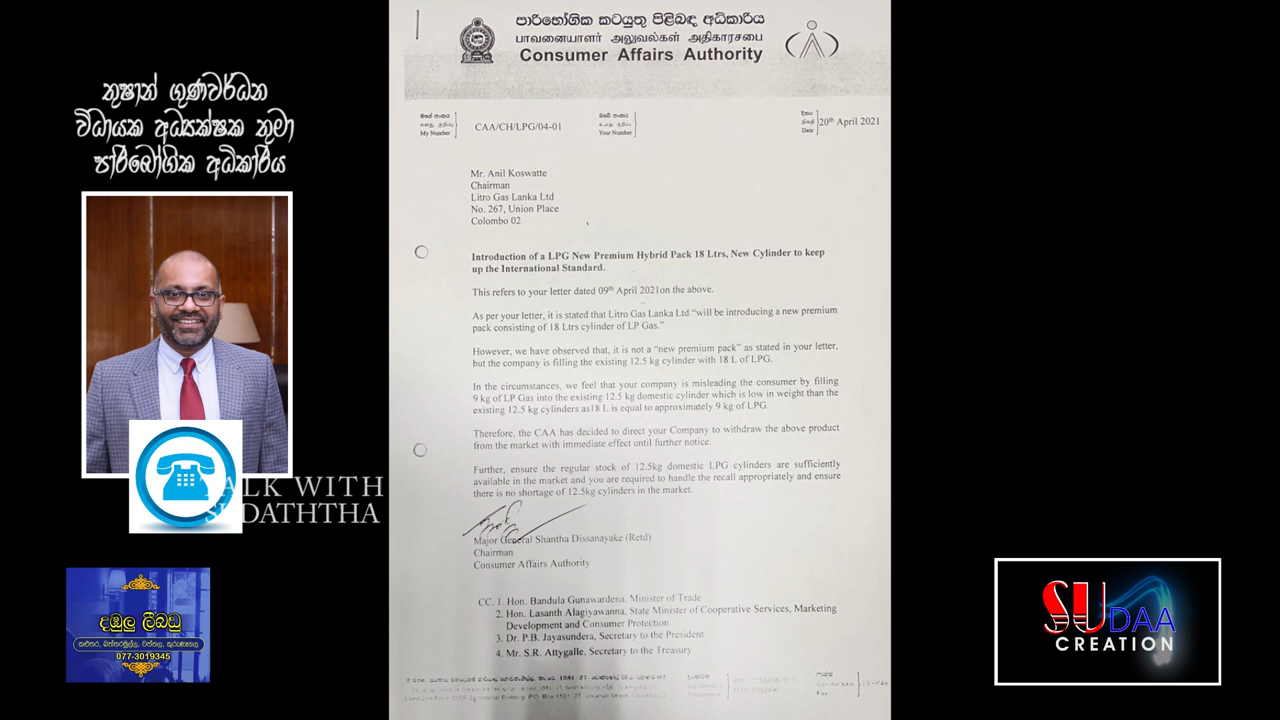 තුෂාන් ගුණවර්ධන
විධායක අධ්‍යක්ෂක තුමා
පාරිබෝගික අධිකාරිය
TALK WITH
SUDATHTHA
දඹුලු ලීබඩු
077-3019345
පාරිභෝගික කටයුතු පිළිබඳ අධිකාරිය
பாவனையாளர் அலுவல்கள் அதிகாரசபை
Consumer Affairs Authority
මගේ අංකය
எனது இலக்கம்
My Number
CAA/CH/LPG/04-01
ඔබේ අංකය
உமது இலக்கம்
Your Number
දිනය
திகதி
Date
20th April 2021
Mr. Anil Koswatte
Chairman
Litro Gas Lanka Ltd
No. 267, Union Place
Colombo 02
Introduction of a LPG New Premium Hybrid Pack 18 Ltrs, New Cylinder to keep
up the International Standard.
This refers to your letter dated 09th April 2021on the above.
As per your letter, it is stated that Litro Gas Lanka Ltd “will be introducing a new premium
pack consisting of 18 Ltrs cylinder of LP Gas.”
However, we have observed that, it is not a “new premium pack” as stated in your letter,
but the company is filling the existing 12.5 kg cylinder with 18 L of LPG.
In the circumstances, we feel that your company is misleading the consumer by filling
9 kg of LP Gas into the existing 12.5 kg domestic cylinder which is low in weight than the
existing 12.5 kg cylinders as18 L is equal to approximately 9 kg of LPG.
Therefore, the CAA has decided to direct your Company to withdraw the above product
from the market with immediate effect until further notice.
Further, ensure the regular stock of 12.5kg domestic LPG cylinders are sufficiently
available in the market and you are required to handle the recall appropriately and ensure
there is no shortage of 12.5kg cylinders in the market.
Major General Shantha Dissanayake (Retd)
Chairman
Consumer Affairs Authority
CC. 1. Hon. Bandula Gunawardena, Minister of Trade
2. Hon. Lasanth Alagiyawanna, State Minister of Cooperative Services, Marketing
Development and Consumer Protection
3. Dr. P.B. Jayasundera, Secretary to the President
4. Mr. S.R. Attygalle, Secretary to the Treasury
SUDAA
CREATION